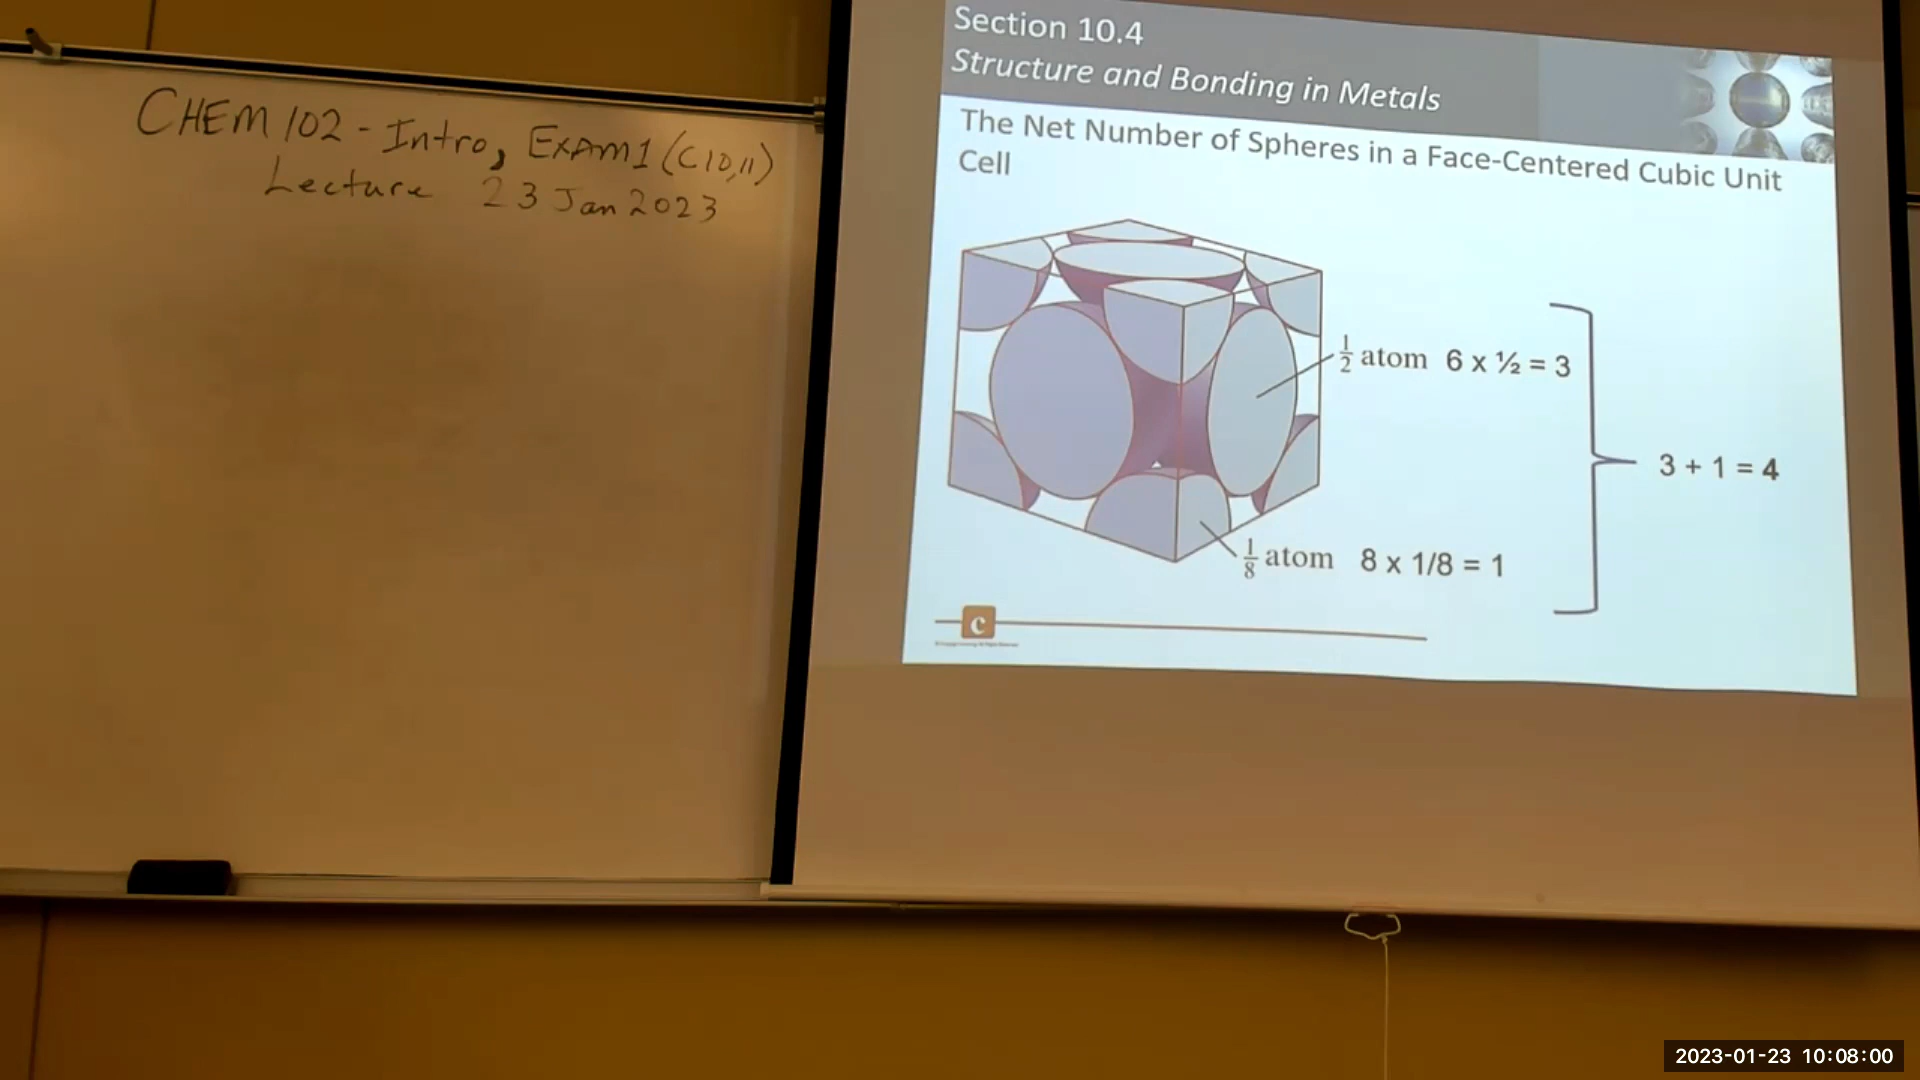 CHEM 102 - Intro, EXAM 1 (C10,11)
Lecture 23 Jan 2023
Section 10.4
Structure and Bonding in Metals
The Net Number of Spheres in a Face-Centered Cubic Unit
Cell
1/2 atom 6 x ½ = 3
3 + 1 = 4
1/8 atom 8 x 1/8 = 1
C
2023-01-23 10:08:00